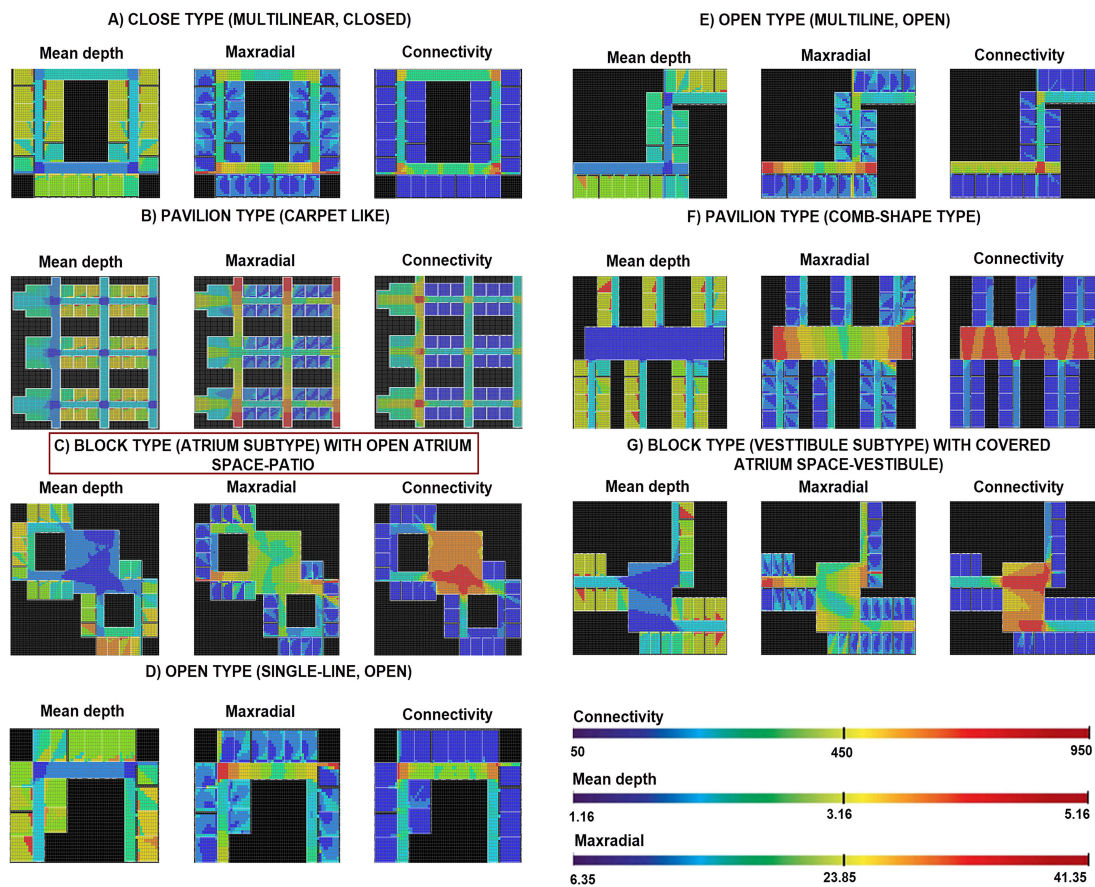 A) CLOSE TYPE (MULTILINEAR, CLOSED)
Mean depth
Maxradial
Connectivity
B) PAVILION TYPE (CARPET LIKE)
Mean depth
Maxradial
Connectivity
C) BLOCK TYPE (ATRIUM SUBTYPE) WITH OPEN ATRIUM
SPACE-PATIO
Mean depth
Maxradial
Connectivity
D) OPEN TYPE (SINGLE-LINE, OPEN)
Mean depth
Maxradial
Connectivity
E) OPEN TYPE (MULTILINE, OPEN)
Mean depth
Maxradial
Connectivity
F) PAVILION TYPE (COMB-SHAPE TYPE)
Mean depth
Maxradial
Connectivity
G) BLOCK TYPE (VESTTIBULE SUBTYPE) WITH COVERED
ATRIUM SPACE-VESTIBULE)
Mean depth
Maxradial
Connectivity
Connectivity
50 450 950
Mean depth
1.16 3.16 5.16
Maxradial
6.35 23.85 41.35